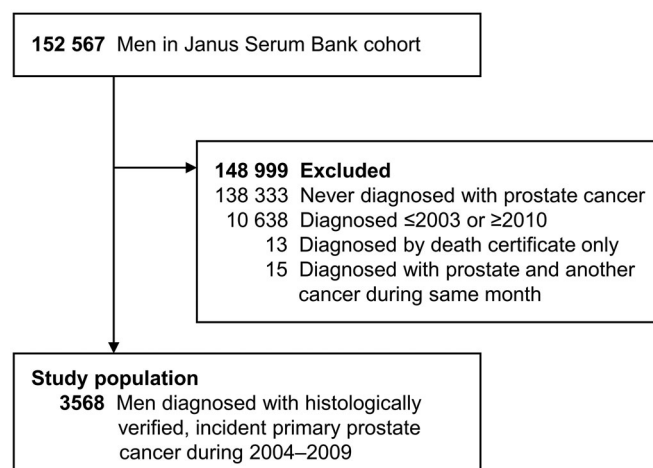 152 567 Men in Janus Serum Bank cohort
148 999 Excluded
138 333 Never diagnosed with prostate cancer
10 638 Diagnosed ≤2003 or ≥2010
13 Diagnosed by death certificate only
15 Diagnosed with prostate and another
cancer during same month
Study population
3568 Men diagnosed with histologically
verified, incident primary prostate
cancer during 2004–2009